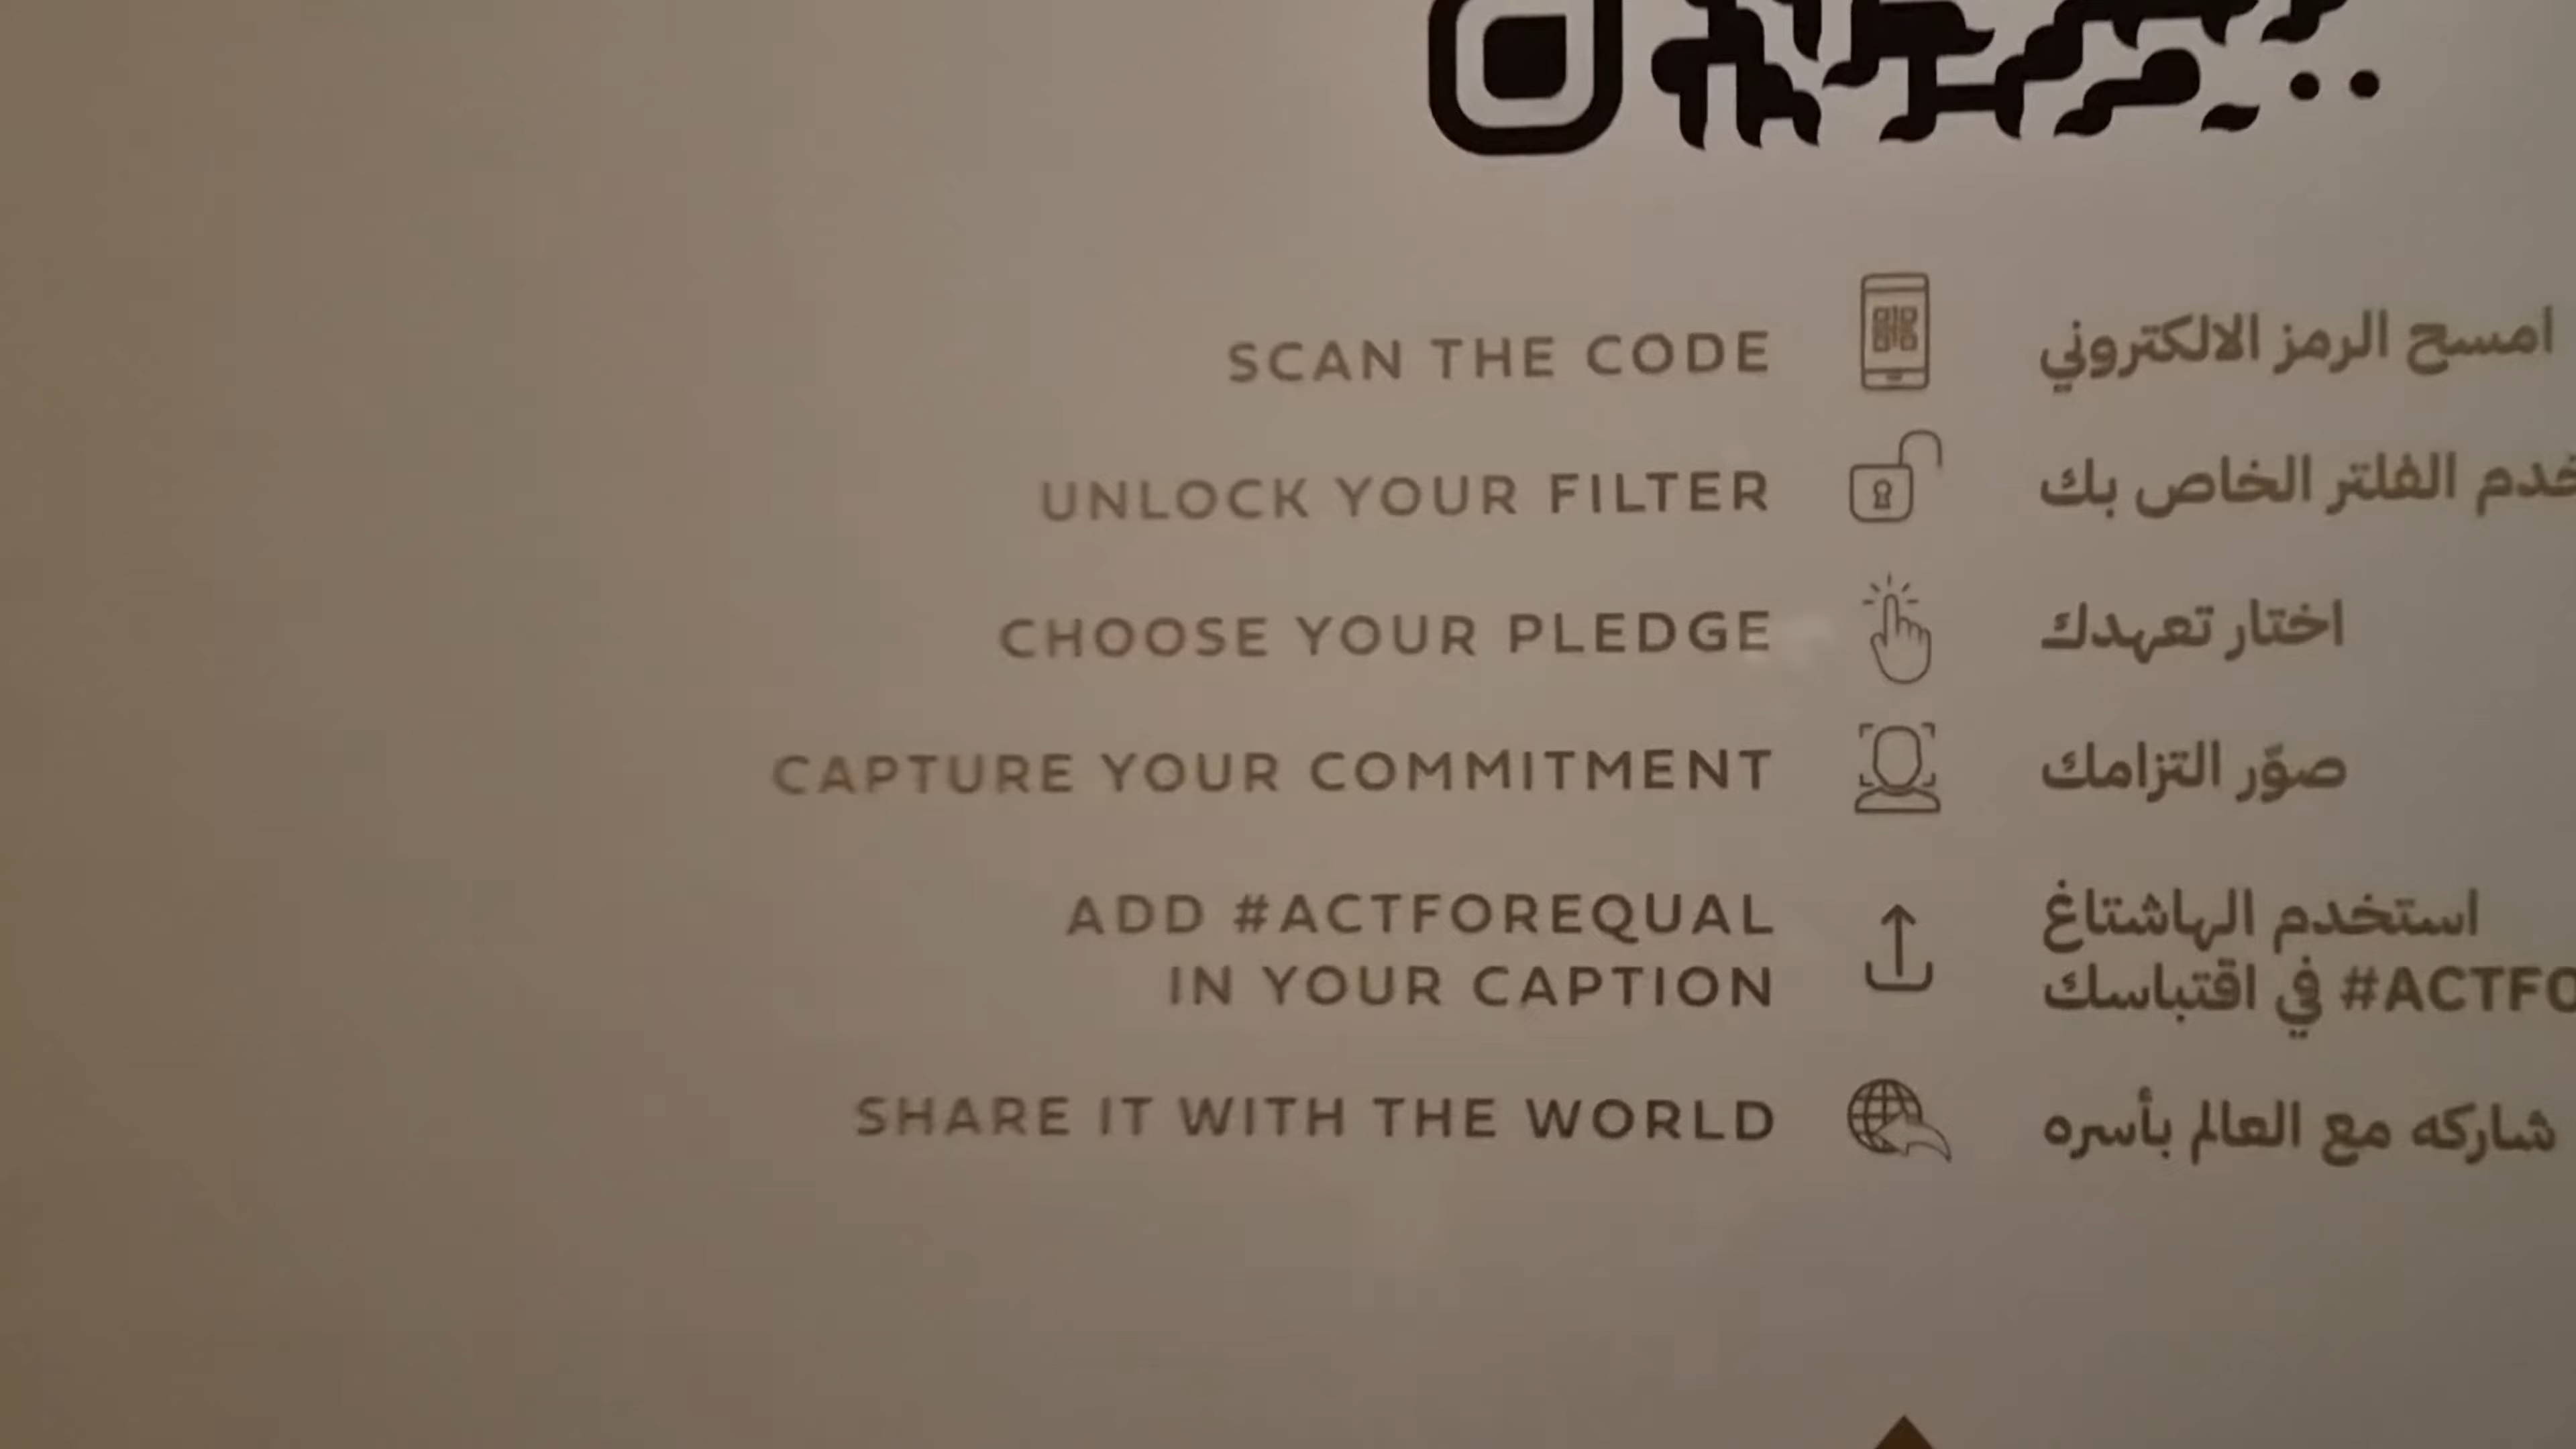 SCAN THE CODE
امسح الرمز الالكتروني
UNLOCK YOUR FILTER
الفلتر الخاص بك
CHOOSE YOUR PLEDGE
اختار تعهدك
CAPTURE YOUR COMMITMENT
صوّر التزامك
ADD #ACTFOREQUAL
IN YOUR CAPTION
استخدم الهاشتاغ
#ACTFO في اقتباسك
SHARE IT WITH THE WORLD
شاركه مع العالم بأسره